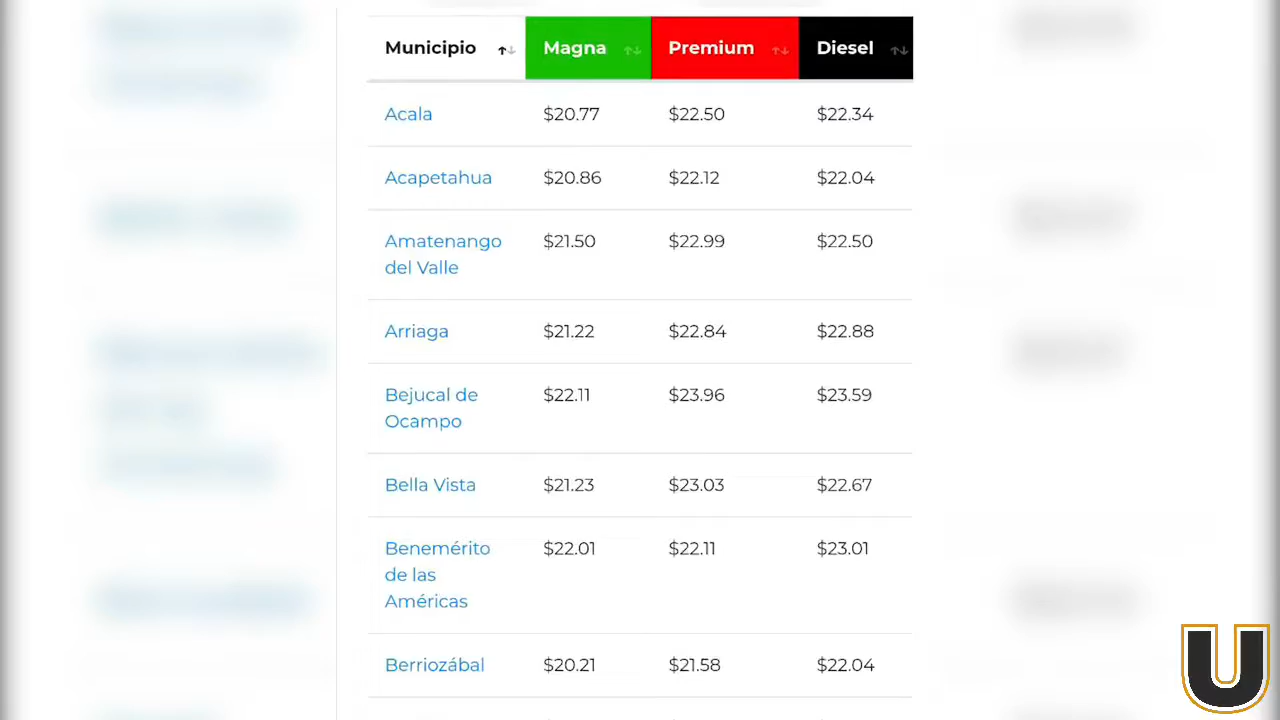 Municipio Magna Premium Diesel
Acala $20.77 $22.50 $22.34
Acapetahua $20.86 $22.12 $22.04
Amatenango $21.50 $22.99 $22.50
del Valle
Arriaga $21.22 $22.84 $22.88
Bejucal de $22.11 $23.96 $23.59
Ocampo
Bella Vista $21.23 $23.03 $22.67
Benemérito $22.01 $22.11 $23.01
de las
Américas
Berriozábal $20.21 $21.58 $22.04
U